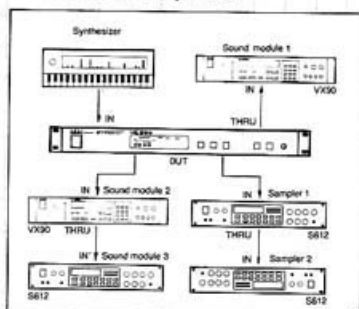 Synthesizer
Sound module 1
IN
IN
VX90
THRU
OUT
IN Sound module 2
IN Sampler 1
VX90 THRU
THRU S612
IN Sound module 3
IN Sampler 2
S612
S612